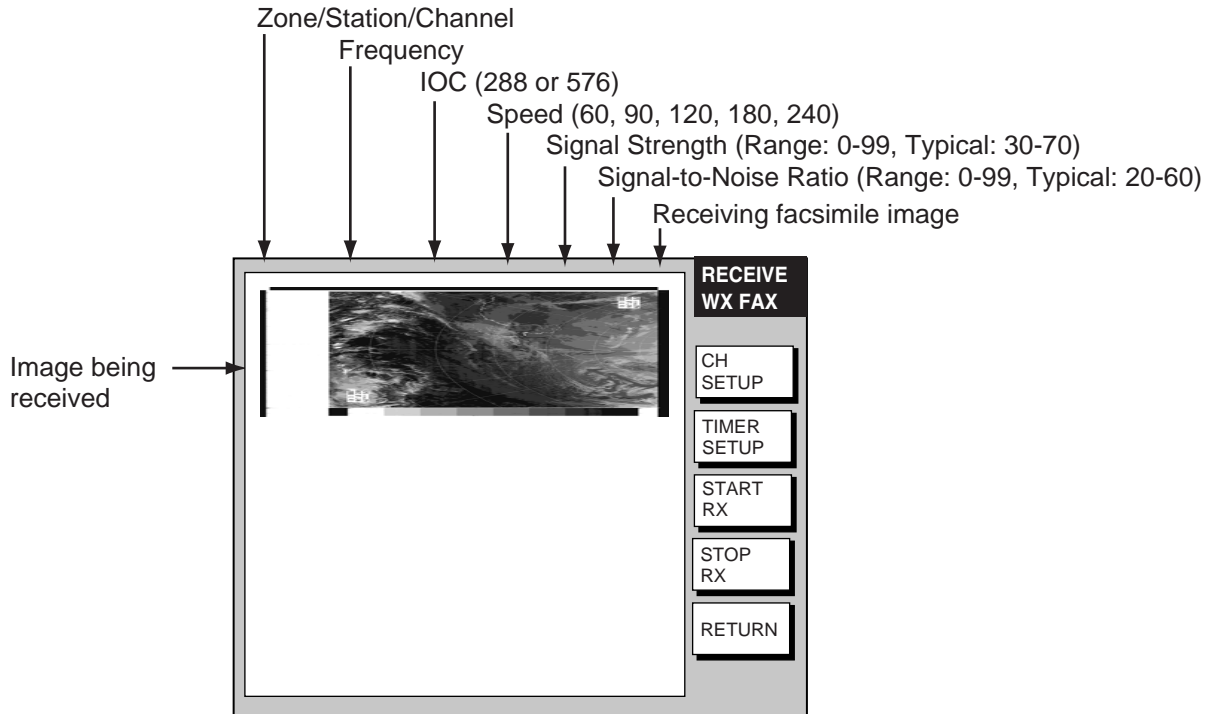 Zone/Station/Channel
Frequency
IOC (288 or 576)
Speed (60, 90, 120, 180, 240)
Signal Strength (Range: 0-99, Typical: 30-70)
Signal-to-Noise Ratio (Range: 0-99, Typical: 20-60)
Receiving facsimile image
RECEIVE
WX FAX
Image being
received
CH
SETUP
TIMER
SETUP
START
RX
STOP
RX
RETURN